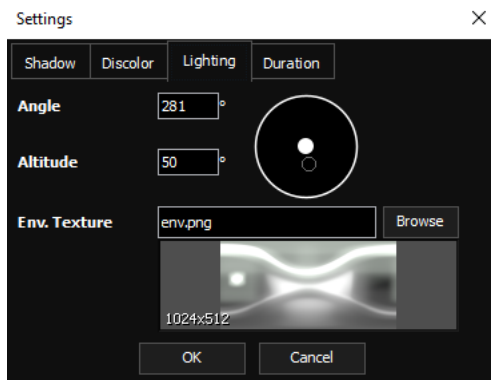 Settings
Shadow Discolor Lighting Duration
Angle 281 °
Altitude 50 °
Env. Texture env.png Browse
1024x512
OK Cancel